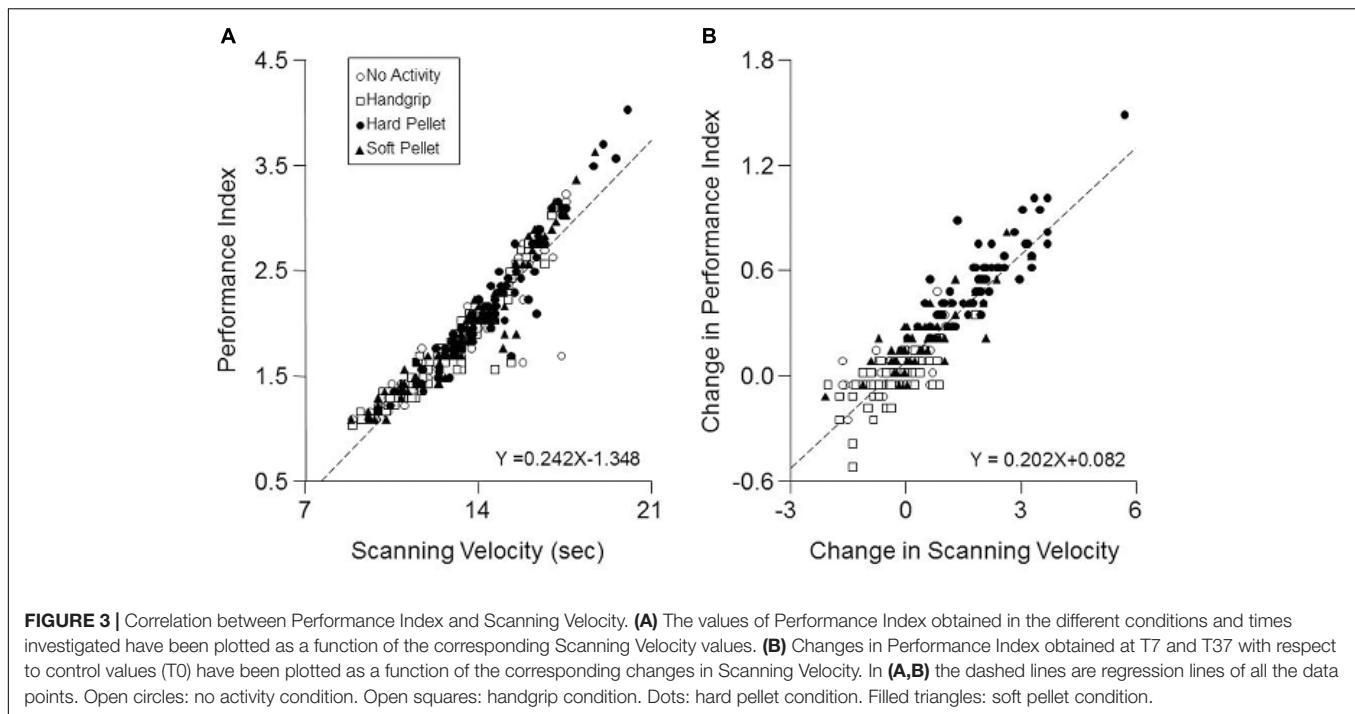 A
4.5
3.5
2.5
1.5
0.5
Performance Index
No Activity
Handgrip
Hard Pellet
Soft Pellet
Y =0.242X-1.348
7 14 21
Scanning Velocity (sec)
B
1.8
1.2
0.6
0.0
-0.6
Change in Performance Index
Y = 0.202X+0.082
-3 0 3 6
Change in Scanning Velocity
FIGURE 3 | Correlation between Performance Index and Scanning Velocity. (A) The values of Performance Index obtained in the different conditions and times
investigated have been plotted as a function of the corresponding Scanning Velocity values. (B) Changes in Performance Index obtained at T7 and T37 with respect
to control values (T0) have been plotted as a function of the corresponding changes in Scanning Velocity. In (A,B) the dashed lines are regression lines of all the data
points. Open circles: no activity condition. Open squares: handgrip condition. Dots: hard pellet condition. Filled triangles: soft pellet condition.